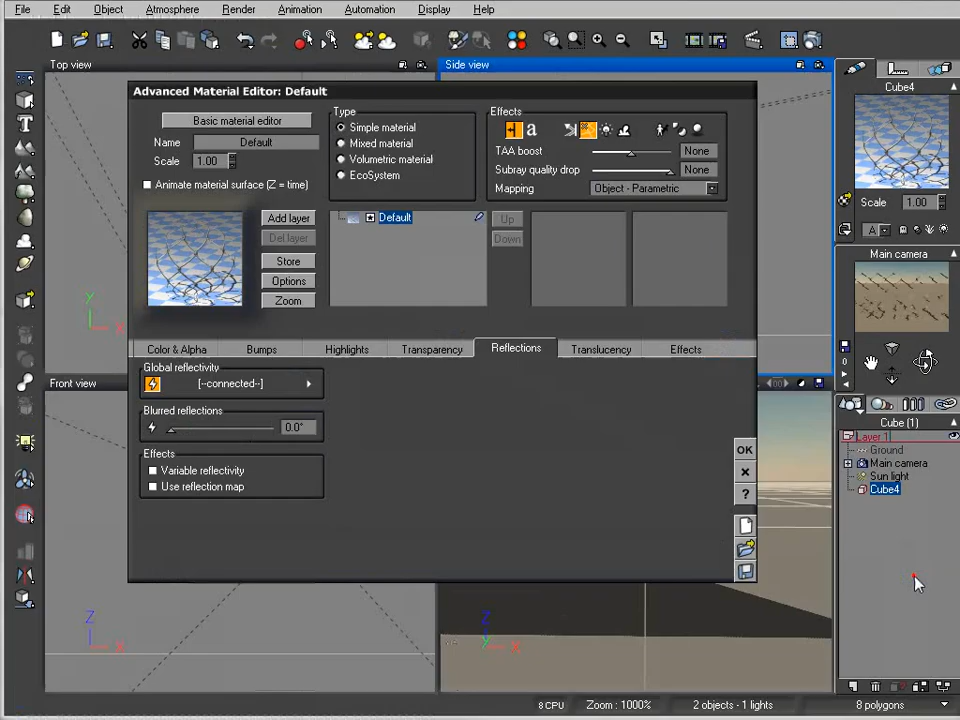 File Edit Object Atmosphere Render Animation Automation Display Help
Top view
Side view
Advanced Material Editor: Default
Basic material editor
Name Default
Scale 1.00
Animate material surface (Z = time)
Type
Simple material
Mixed material
Volumetric material
EcoSystem
Effects
a
TAA boost None
Subray quality drop None
Mapping Object - Parametric
Add layer
Del layer
Store
Options
Zoom
Default
Up
Down
Color & Alpha Bumps Highlights Transparency Reflections Translucency Effects
Global reflectivity
[--connected--]
Blurred reflections
0.0°
Effects
Variable reflectivity
Use reflection map
OK
?
Cube4
Scale 1.00
A
Main camera
0
Cube (1)
Layer 1
Ground
Main camera
Sun light
Cube4
Front view
Y
X
Z
X
Z
Y
X
8 CPU Zoom : 1000% 2 objects - 1 lights 8 polygons